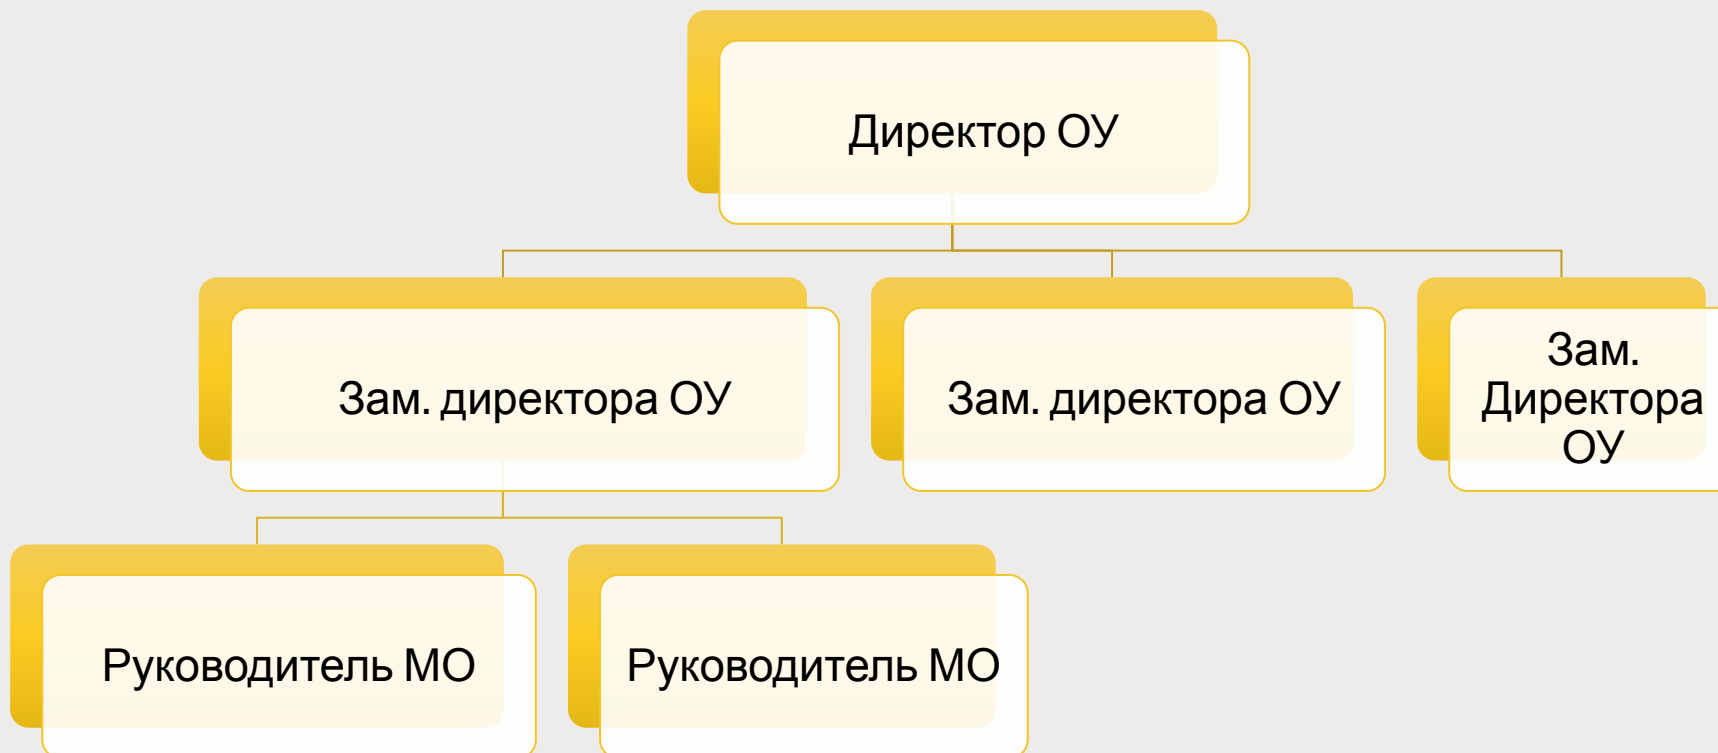 Директор ОУ
Зам. директора ОУ
Зам. директора ОУ
Зам.
Директора
ОУ
Руководитель МО
Руководитель МО